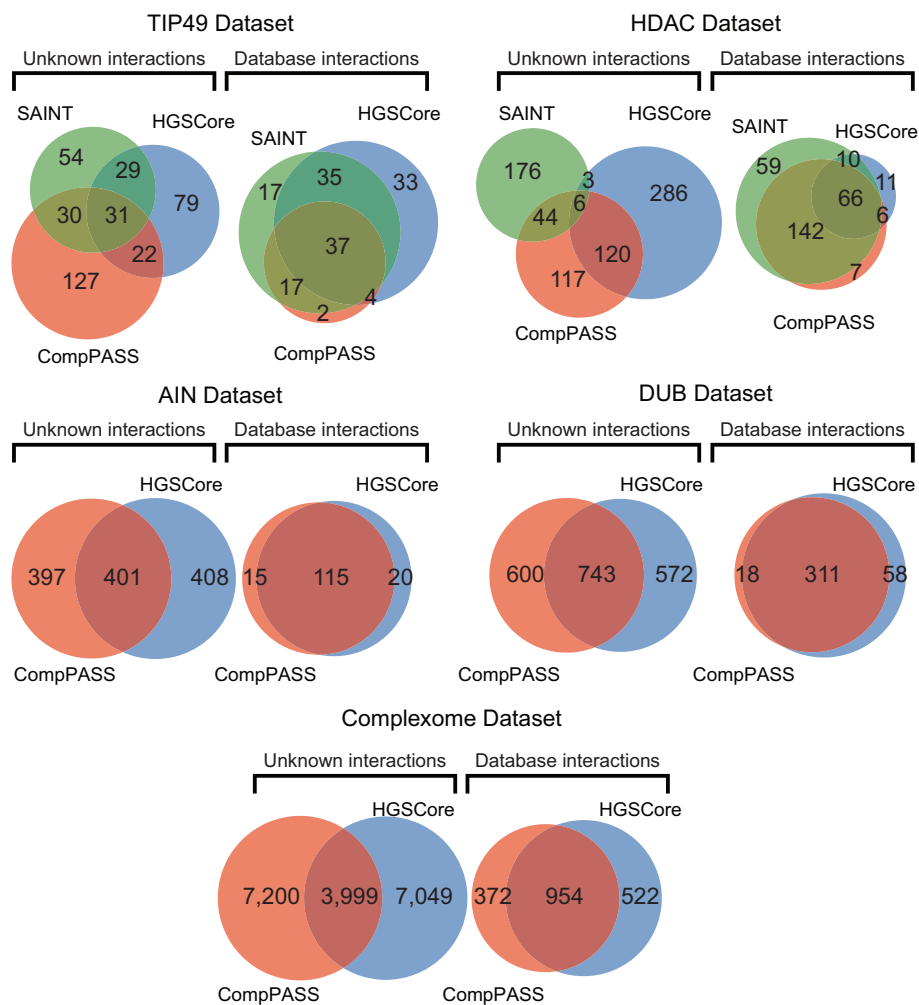 TIP49 Dataset
Unknown interactions
Database interactions
SAINT
HGSCore
54
29
79
30
31
22
127
CompPASS
SAINT
HGSCore
17
35
33
37
17
4
2
CompPASS
HDAC Dataset
Unknown interactions
Database interactions
SAINT
HGSCore
176
3
286
6
44
120
117
CompPASS
SAINT
HGSCore
59
10
11
66
6
142
7
CompPASS
AIN Dataset
Unknown interactions
Database interactions
HGSCore
397
401
408
CompPASS
HGSCore
15
115
20
CompPASS
DUB Dataset
Unknown interactions
Database interactions
HGSCore
600
743
572
CompPASS
HGSCore
18
311
58
CompPASS
Complexome Dataset
Unknown interactions
Database interactions
HGSCore
7,200
3,999
7,049
CompPASS
HGSCore
372
954
522
CompPASS